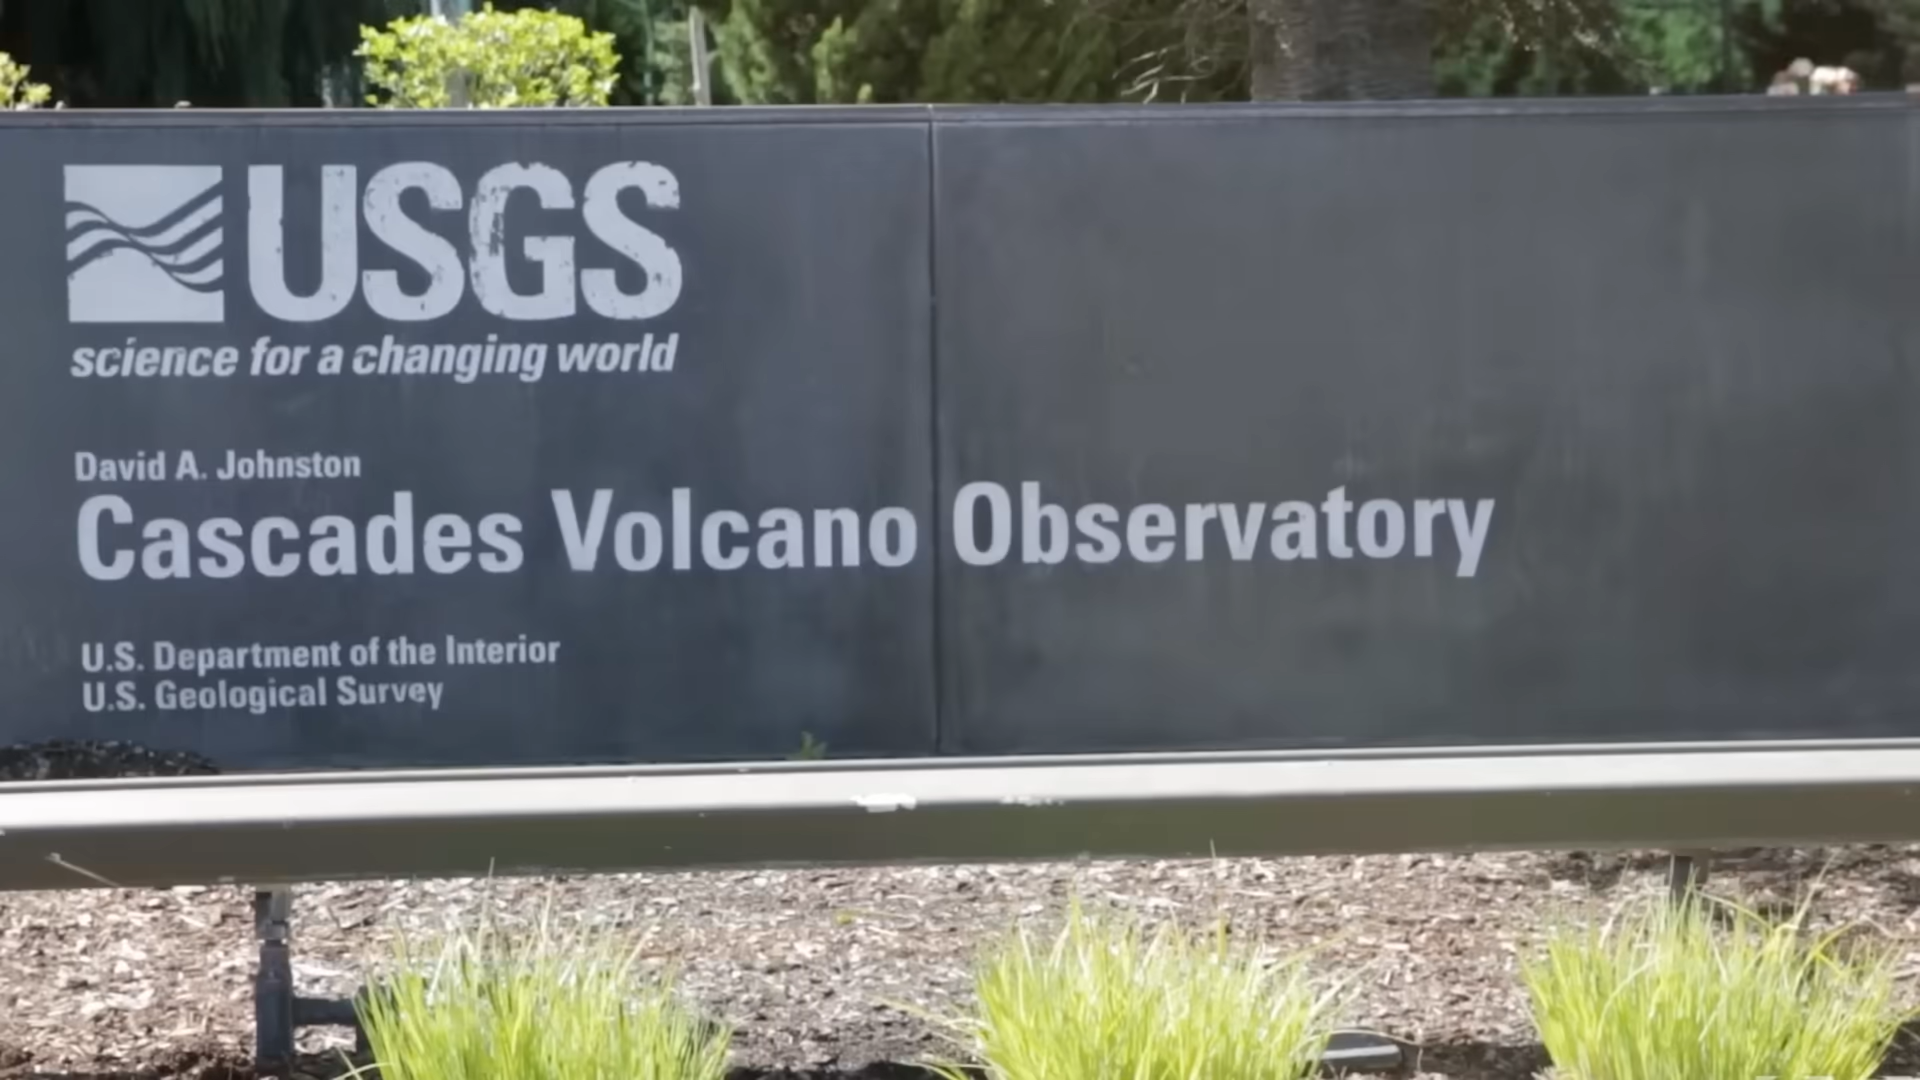 USGS
science for a changing world
David A. Johnston
Cascades Volcano Observatory
U.S. Department of the Interior
U.S. Geological Survey